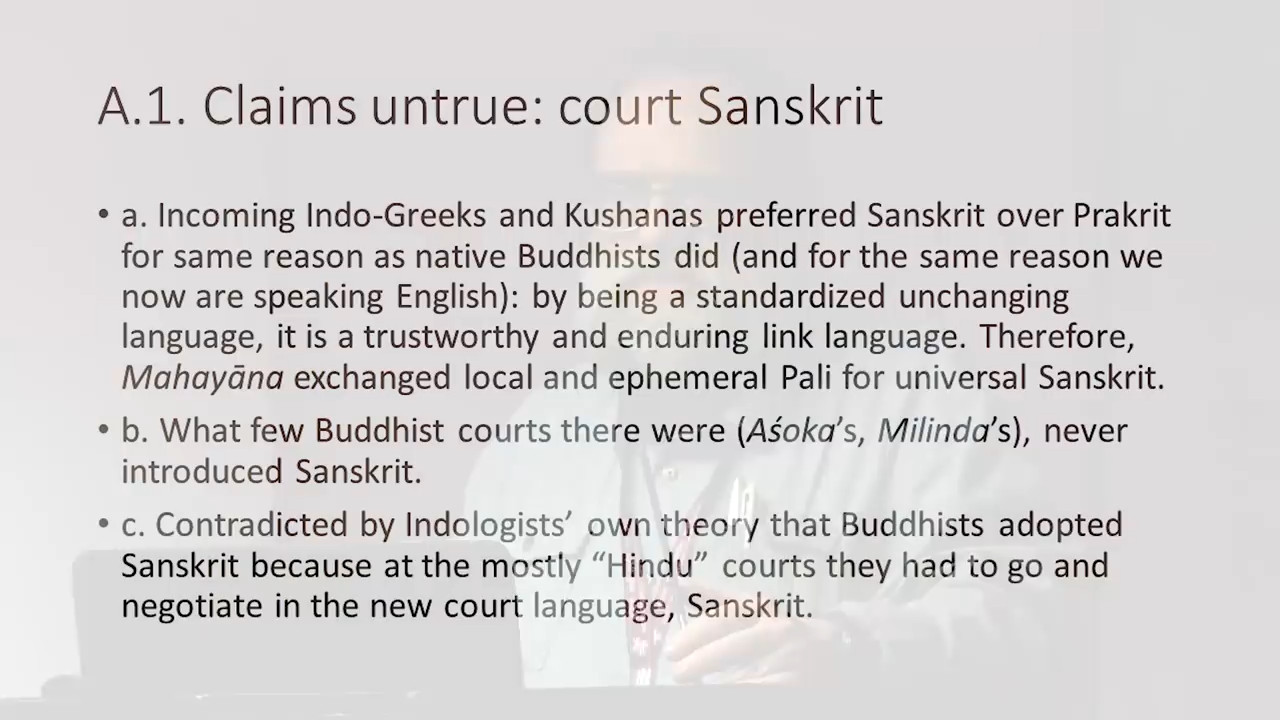 A.1. Claims untrue: court Sanskrit
• a. Incoming Indo-Greeks and Kushanas preferred Sanskrit over Prakrit
for same reason as native Buddhists did (and for the same reason we
now are speaking English): by being a standardized unchanging
language, it is a trustworthy and enduring link language. Therefore,
Mahayāna exchanged local and ephemeral Pali for universal Sanskrit.
• b. What few Buddhist courts there were (Aśoka’s, Milinda’s), never
introduced Sanskrit.
• c. Contradicted by Indologists’ own theory that Buddhists adopted
Sanskrit because at the mostly “Hindu” courts they had to go and
negotiate in the new court language, Sanskrit.